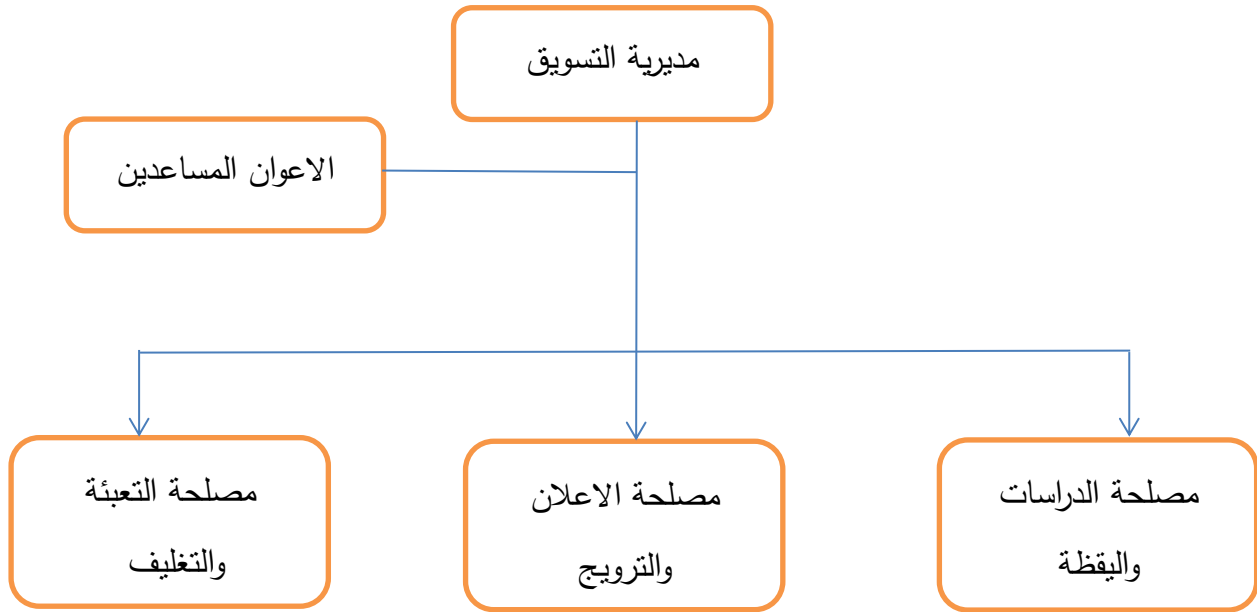 مديرية التسويق
الاعوان المساعدين
مصلحة الدراسات
واليقظة
مصلحة الاعلان
والترويج
مصلحة التعبئة
والتغليف